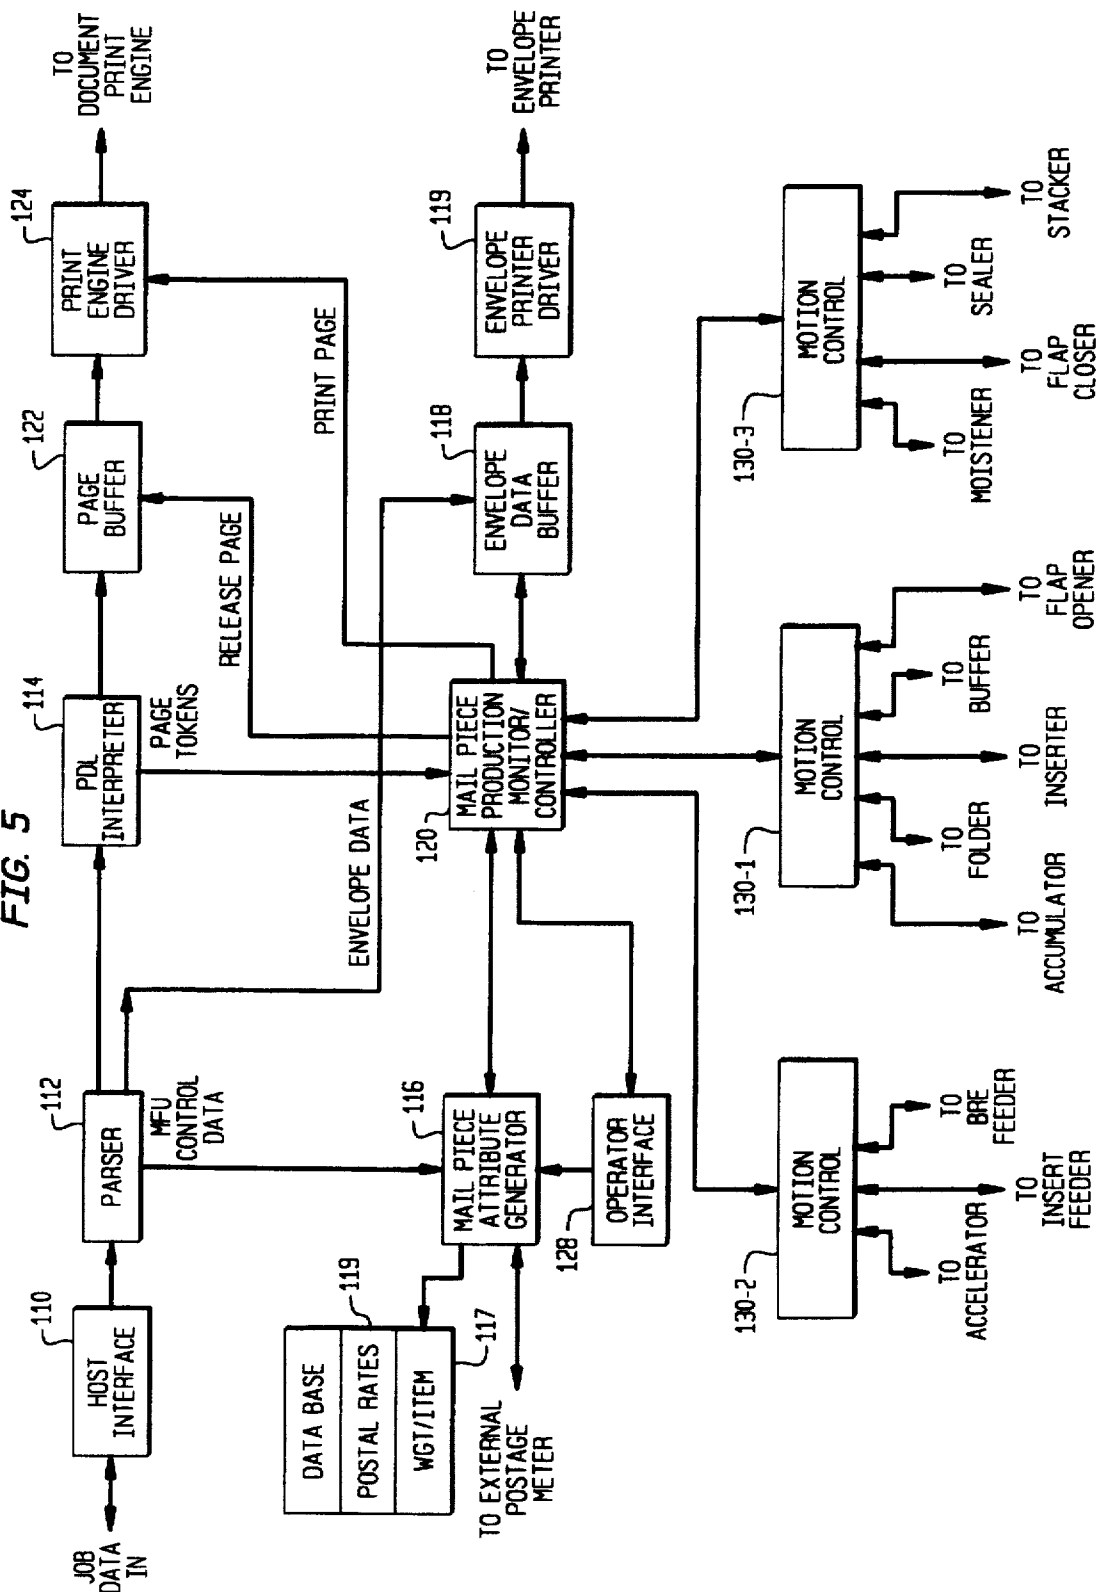 FIG. 5
JOB
DATA
IN
110
HOST
INTERFACE
112
PARSER
MFU
CONTROL
DATA
114
PDL
INTERPRETER
PAGE
TOKENS
122
PAGE
BUFFER
RELEASE PAGE
124
PRINT
ENGINE
DRIVER
PRINT PAGE
TO
DOCUMENT
PRINT
ENGINE
ENVELOPE DATA
DATA BASE
POSTAL RATES
WGT/ITEM
119
117
TO EXTERNAL
POSTAGE
METER
116
MAIL PIECE
ATTRIBUTE
GENERATOR
128
OPERATOR
INTERFACE
120
MAIL PIECE
PRODUCTION
MONITOR/
CONTROLLER
118
ENVELOPE
DATA
BUFFER
119
ENVELOPE
PRINTER
DRIVER
TO
ENVELOPE
PRINTER
130-2
MOTION
CONTROL
TO
ACCELERATOR
TO
INSERT
FEEDER
TO
BRE
FEEDER
130-1
MOTION
CONTROL
TO
ACCUMULATOR
TO
FOLDER
TO
INSERTER
TO
BUFFER
TO
FLAP
OPENER
130-3
MOTION
CONTROL
TO
MOISTENER
TO
FLAP
CLOSER
TO
SEALER
TO
STACKER